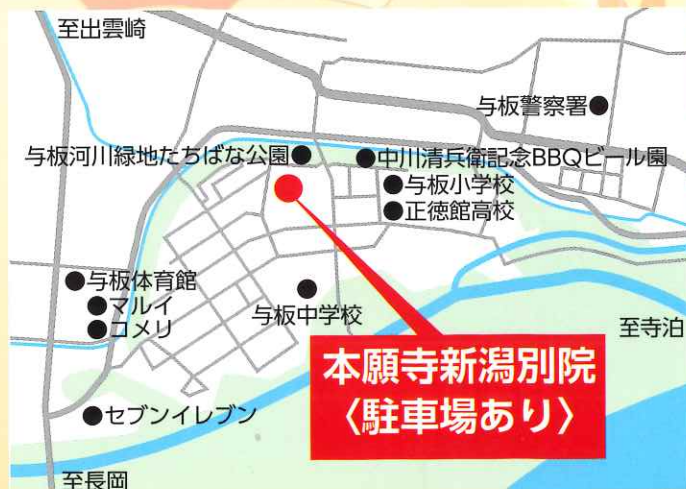 至出雲崎
与板警察署
与板河川緑地たちばな公園
中川清兵衛記念BBQビール園
与板小学校
正徳館高校
与板体育館
マルイ
コメリ
与板中学校
至寺泊
本願寺新潟別院
〈駐車場あり〉
セブンイレブン
至長岡